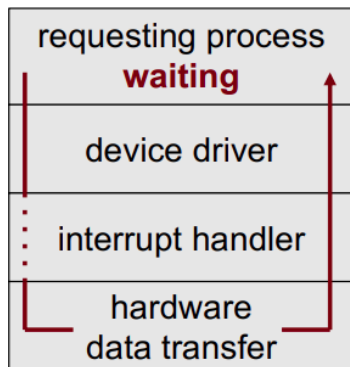 requesting process
waiting
device driver
interrupt handler
hardware
data transfer